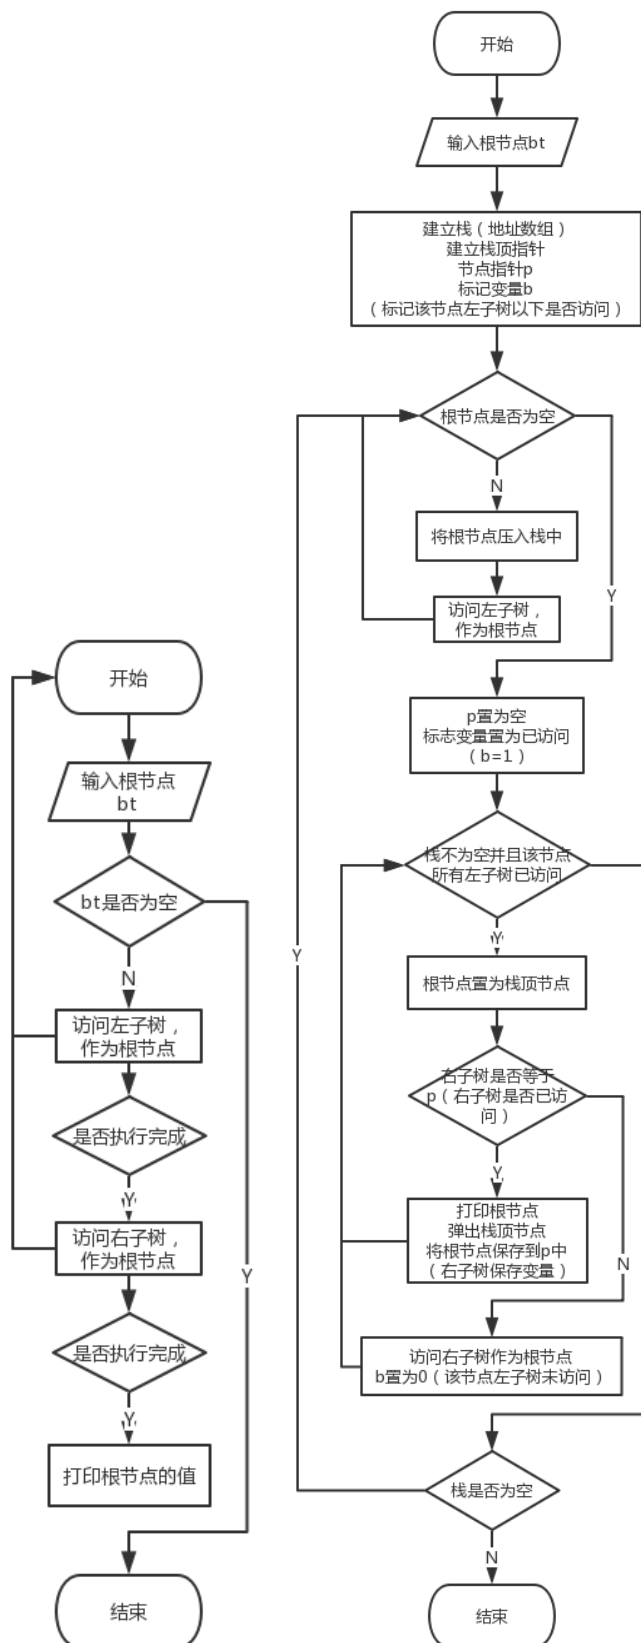 开始
输入根节点
bt
bt是否为空
N
访问左子树，
作为根节点
是否执行完成
Y
访问右子树，
作为根节点
Y
是否执行完成
Y
打印根节点的值
结束
开始
输入根节点bt
建立栈（地址数组）
建立栈顶指针
节点指针p
标记变量b
（标记该节点左子树以下是否访问）
根节点是否为空
N
将根节点压入栈中
Y
访问左子树，
作为根节点
p置为空
标志变量置为已访问
（b=1）
栈不为空并且该节点
所有左子树已访问
Y
Y
根节点置为栈顶节点
右子树是否等于
p（右子树是否已访
问）
Y
打印根节点
弹出栈顶节点
将根节点保存到p中
（右子树保存变量）
N
访问右子树作为根节点
b置为0（该节点左子树未访问）
栈是否为空
N
结束